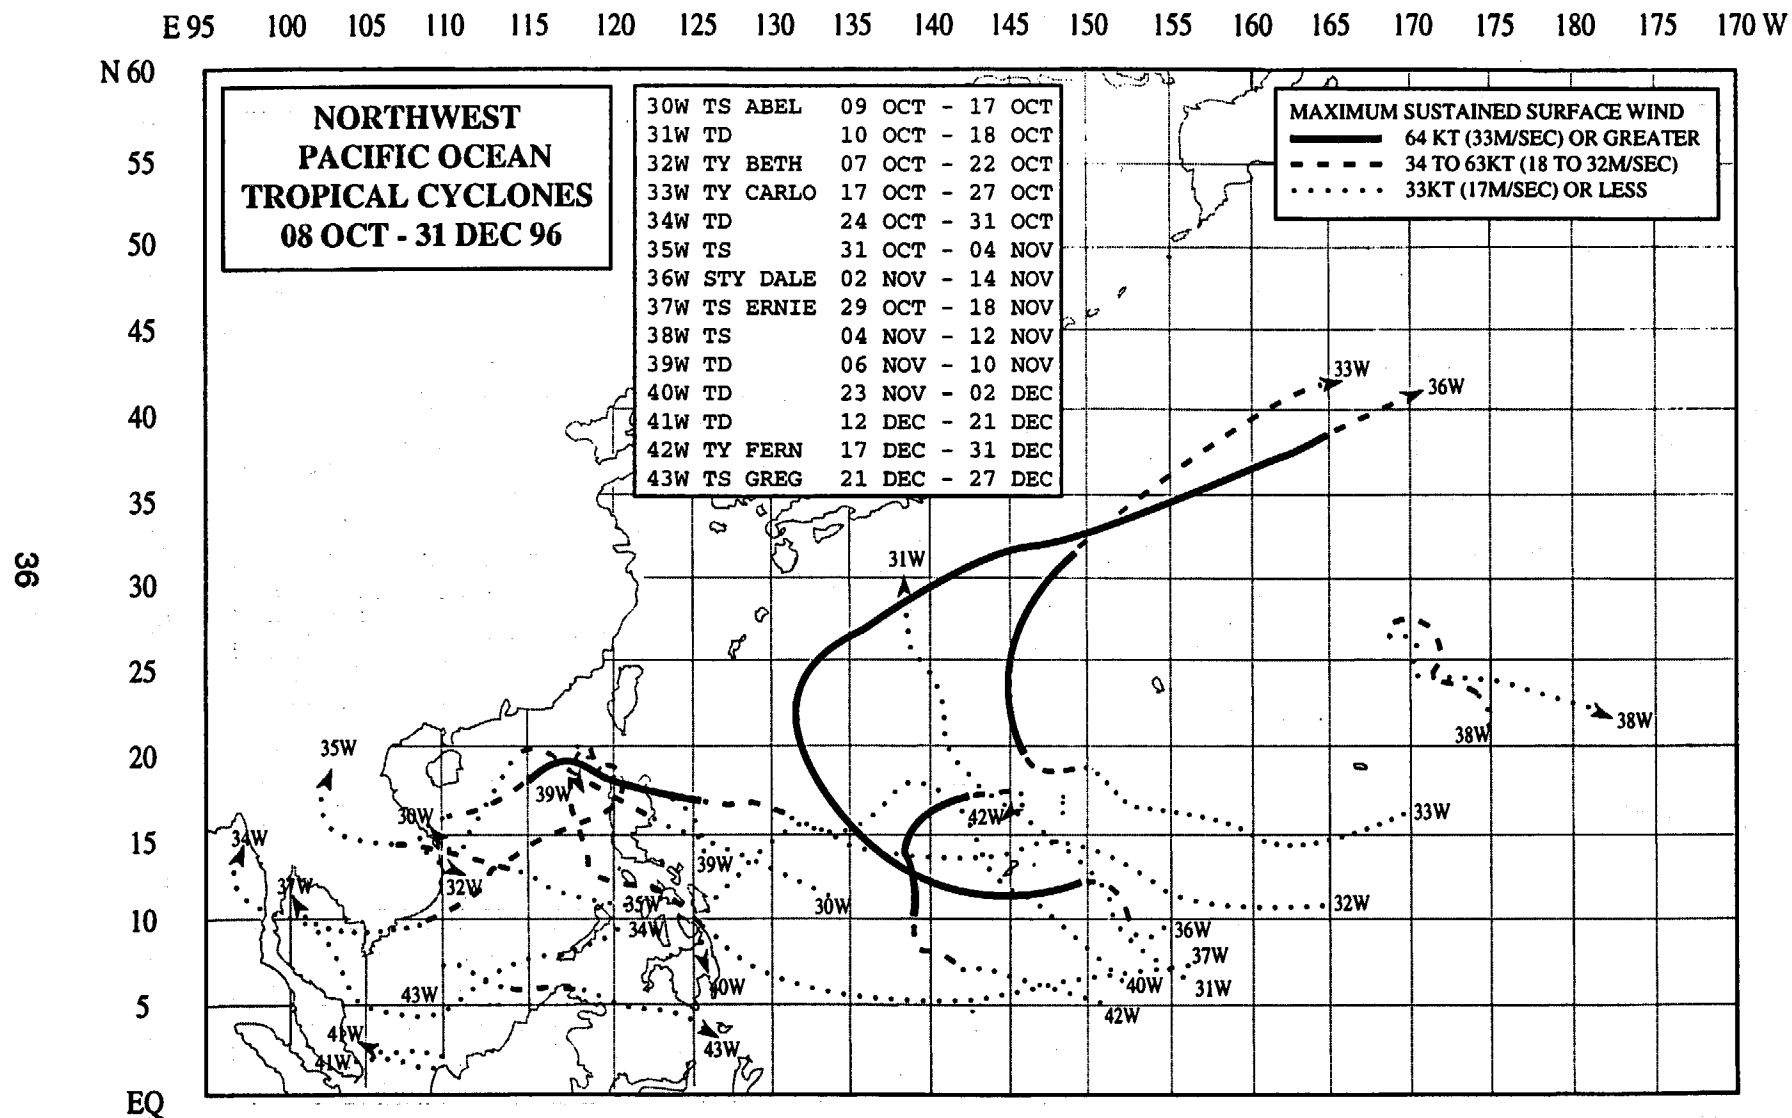 E 95 100 105 110 115 120 125 130 135 140 145 150 155 160 165 170 175 180 175 170 W
N 60
55
50
45
40
35
30
25
20
15
10
5
EQ
NORTHWEST
PACIFIC OCEAN
TROPICAL CYCLONES
08 OCT - 31 DEC 96
30W TS ABEL 09 OCT - 17 OCT
31W TD 10 OCT - 18 OCT
32W TY BETH 07 OCT - 22 OCT
33W TY CARLO 17 OCT - 27 OCT
34W TD 24 OCT - 31 OCT
35W TS 31 OCT - 04 NOV
36W STY DALE 02 NOV - 14 NOV
37W TS ERNIE 29 OCT - 18 NOV
38W TS 04 NOV - 12 NOV
39W TD 06 NOV - 10 NOV
40W TD 23 NOV - 02 DEC
41W TD 12 DEC - 21 DEC
42W TY FERN 17 DEC - 31 DEC
43W TS GREG 21 DEC - 27 DEC
MAXIMUM SUSTAINED SURFACE WIND
64 KT (33M/SEC) OR GREATER
34 TO 63KT (18 TO 32M/SEC)
33KT (17M/SEC) OR LESS
33W
36W
31W
38W
38W
35W
39W
30W
42W
33W
34W
39W
37W
32W
35W
30W
32W
34W
36W
37W
40W
40W
31W
43W
42W
41W
43W
41W
36